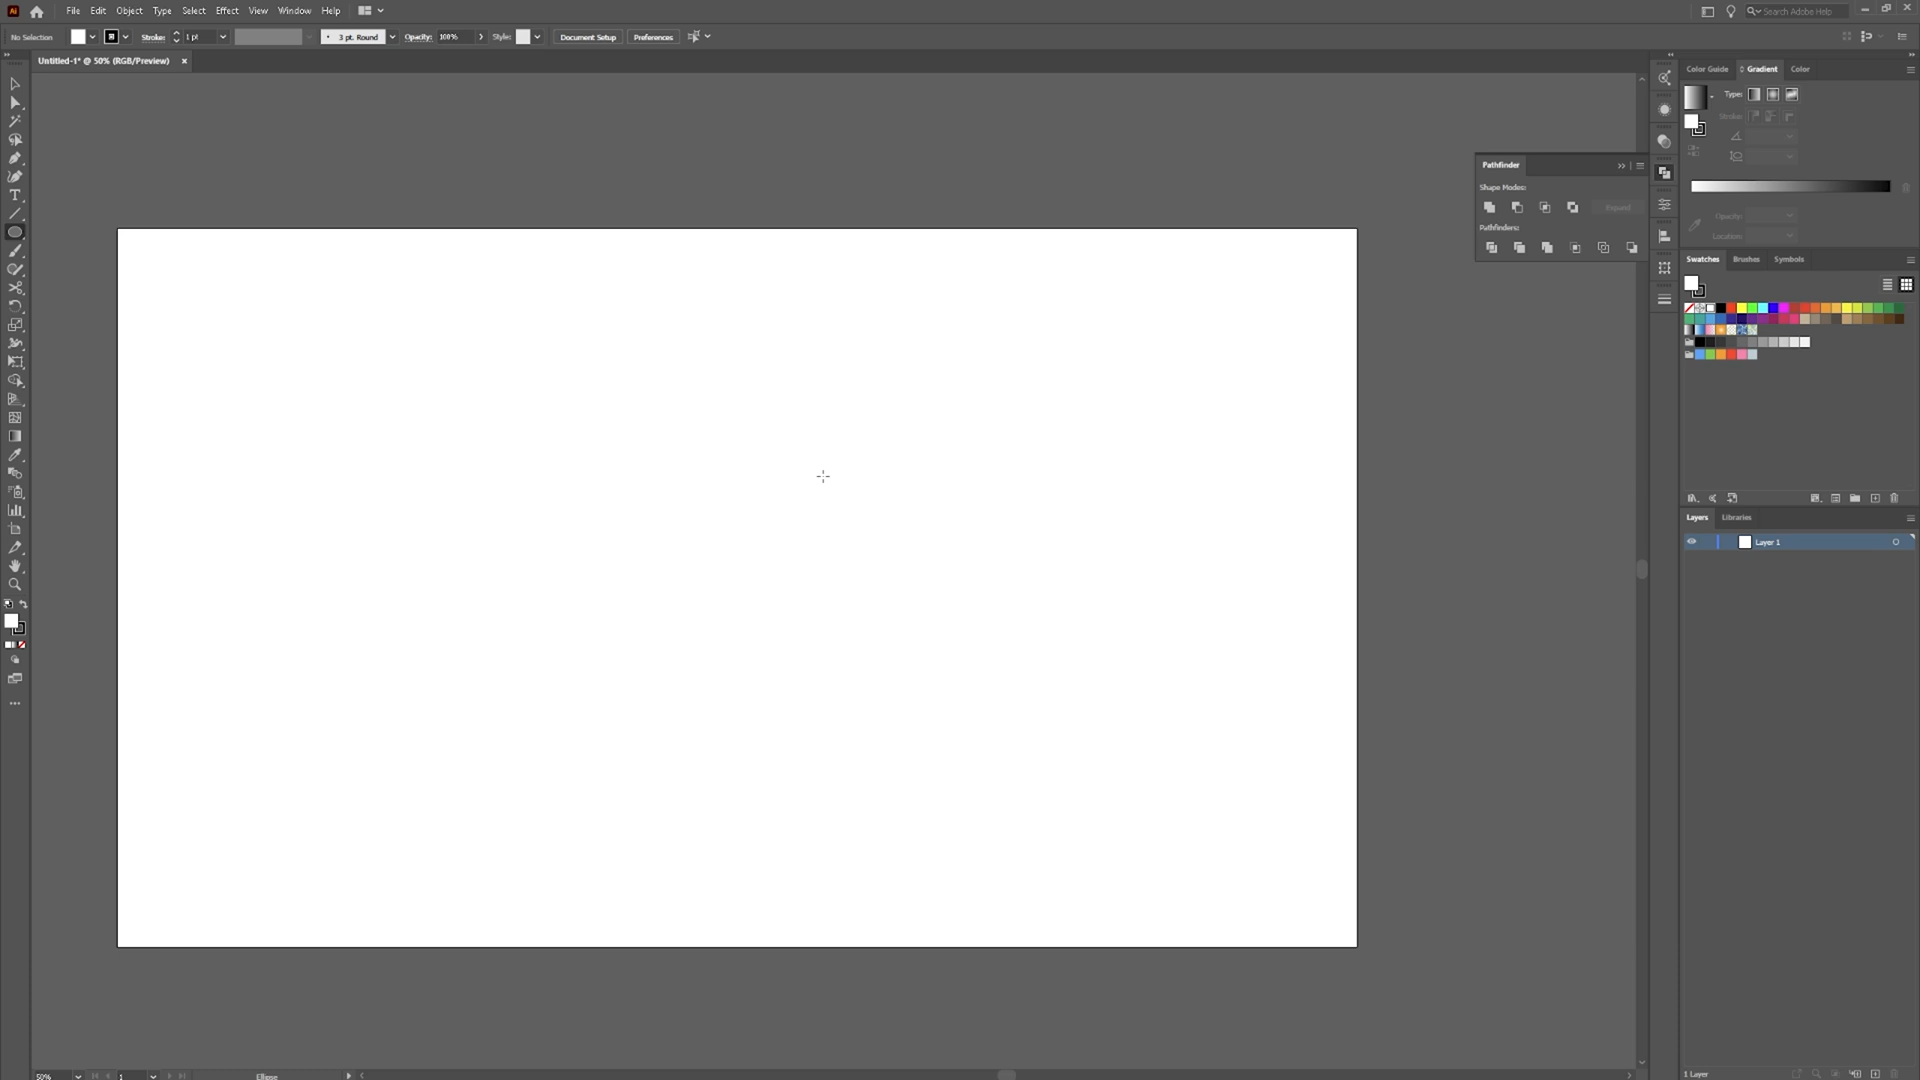 Ai File Edit Object Type Select Effect View Window Help Search Adobe Help
No Selection Stroke: 1 pt 3 pt. Round Opacity: 100% Style: Document Setup Preferences
Untitled-1* @ 50% (RGB/Preview)
Color Guide Gradient Color
Type:
Stroke:
Opacity:
Location:
Pathfinder
Shape Modes:
Expand
Pathfinders:
Swatches Brushes Symbols
Layers Libraries
Layer 1
50% 1 Ellipse
1 Layer